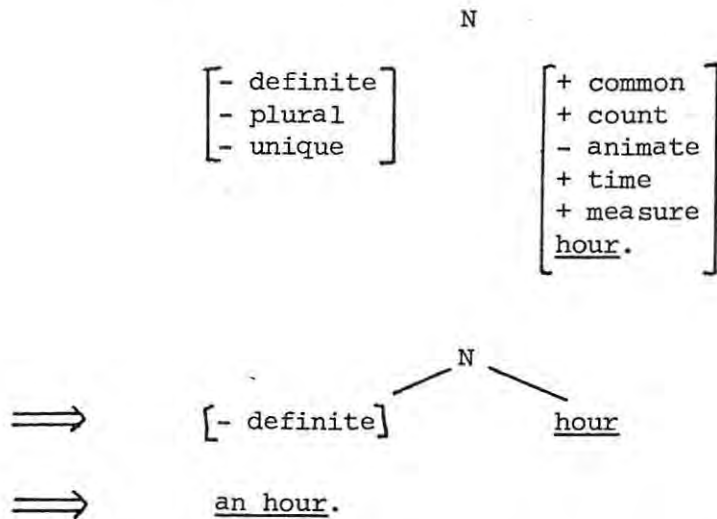 N
- definite + common
- plural + count
- unique - animate
+ time
+ measure
hour.
N
⟹ [- definite] hour
⟹ an hour.